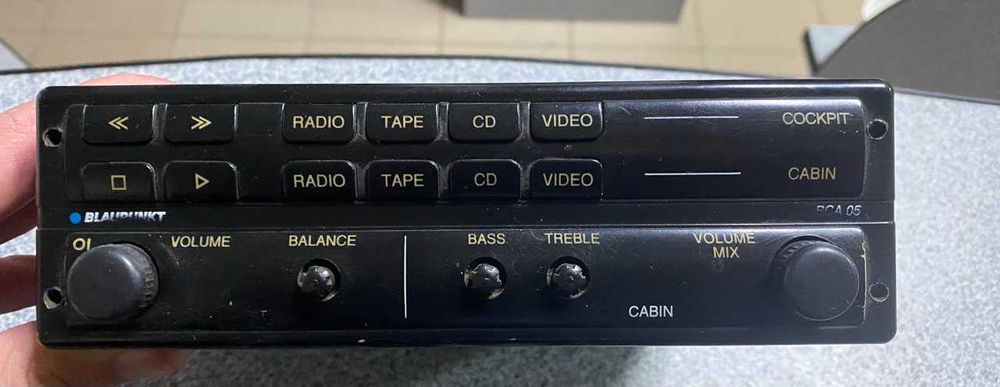 RADIO TAPE CD VIDEO COCKPIT
RADIO TAPE CD VIDEO CABIN
BLAUPUNKT BCA 05
VOLUME BALANCE BASS TREBLE VOLUME
MIX
CABIN